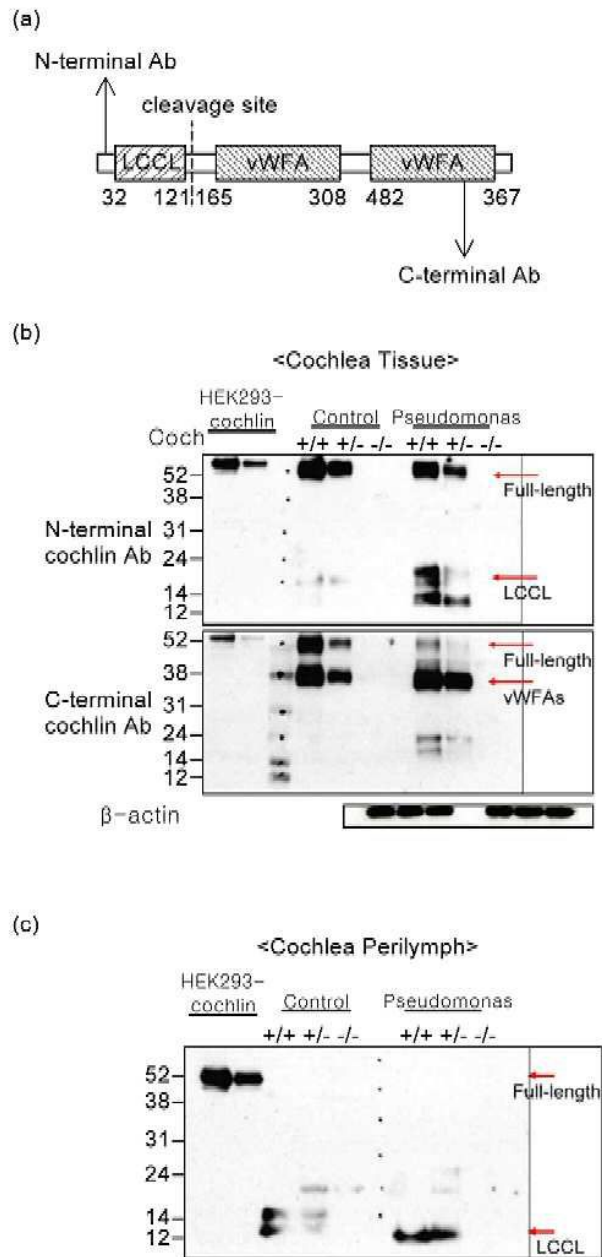 (a)
N-terminal Ab
cleavage site
LCCL vWFA vWFA
32 121 165 308 482 367
C-terminal Ab
(b)
<Cochlea Tissue>
HEK293-
cochlin
Control Pseudomonas
Coch +/+ +/- -/- +/+ +/- -/-
52
Full-length
38
31
N-terminal
cochlin Ab
24
14
LCCL
12
52
Full-length
38
vWFAs
31
C-terminal
cochlin Ab
24
14
12
β-actin
(c)
<Cochlea Perilymph>
HEK293-
cochlin
Control Pseudomonas
+/+ +/- -/- +/+ +/- -/-
52
Full-length
38
31
24
14
12
LCCL